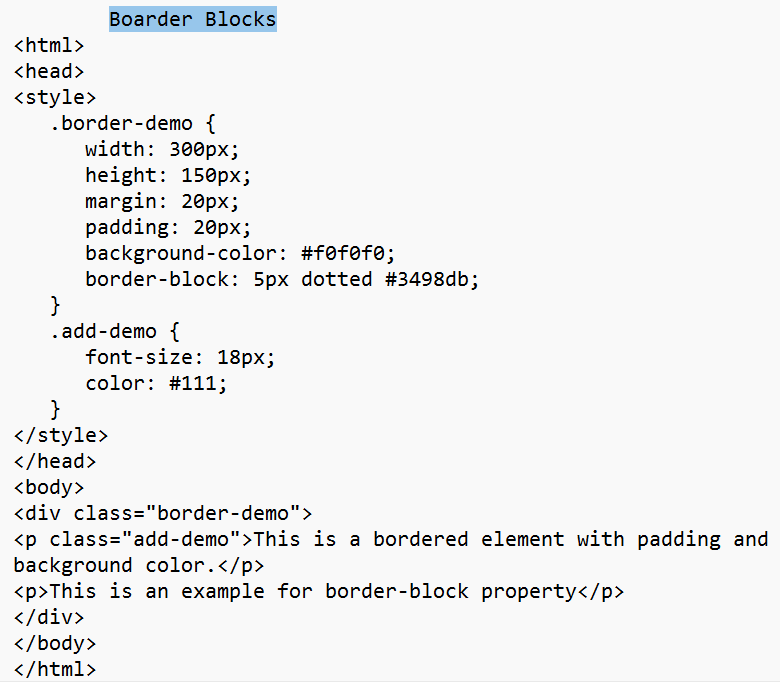 Boarder Blocks
<html>
<head>
<style>
   .border-demo {
      width: 300px;
      height: 150px;
      margin: 20px;
      padding: 20px;
      background-color: #f0f0f0;
      border-block: 5px dotted #3498db;
   }
   .add-demo {
      font-size: 18px;
      color: #111;
   }
</style>
</head>
<body>
<div class="border-demo">
<p class="add-demo">This is a bordered element with padding and
background color.</p>
<p>This is an example for border-block property</p>
</div>
</body>
</html>